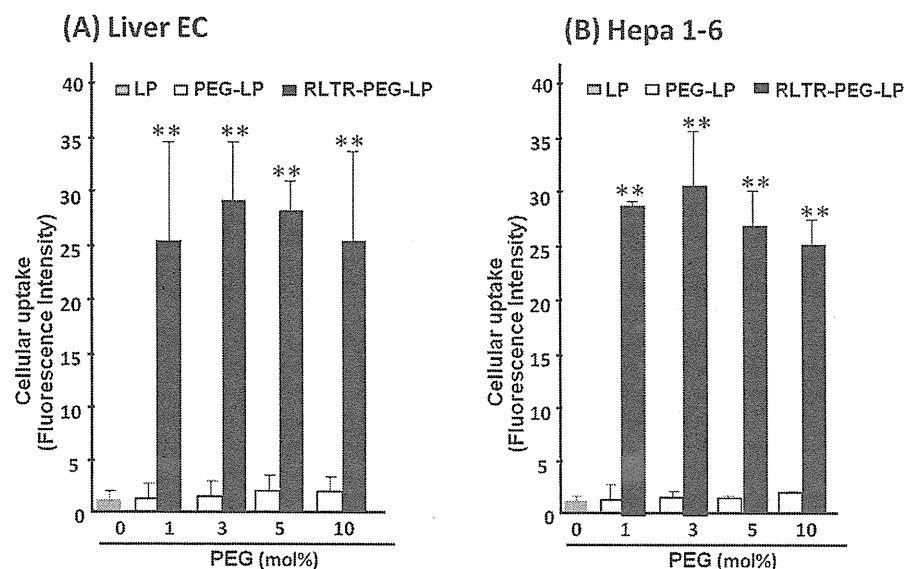 (A) Liver EC
LP PEG-LP RLTR-PEG-LP
Cellular uptake
(Fluorescence Intensity)
40
35
30
25
20
15
10
5
0
** ** ** **
0 1 3 5 10
PEG (mol%)
(B) Hepa 1-6
LP PEG-LP RLTR-PEG-LP
Cellular uptake
(Fluorescence Intensity)
40
35
30
25
20
15
10
5
0
** ** ** **
0 1 3 5 10
PEG (mol%)